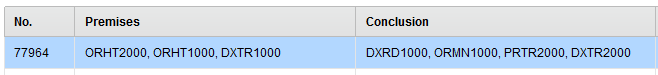 No. Premises Conclusion
77964 ORHT2000, ORHT1000, DXTR1000 DXRD1000, ORMN1000, PRTR2000, DXTR2000